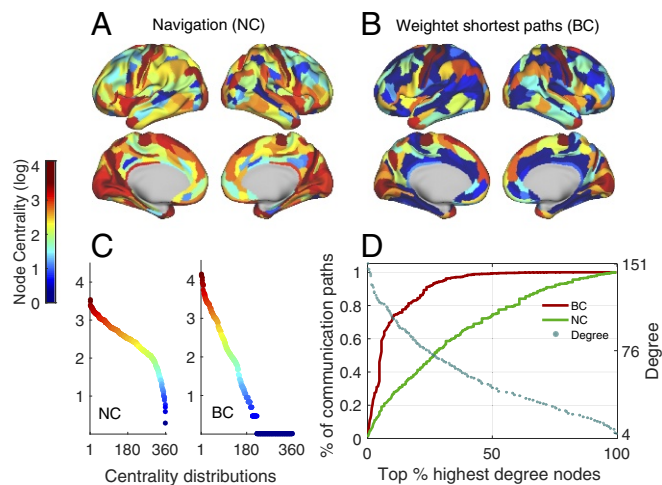 A Navigation (NC)
B Weightet shortest paths (BC)
Node Centrality (log)
4
3
2
1
0
C
4
3
2
1
NC
1 180 360
4
3
2
1
BC
1 180 360
Centrality distributions
D
% of communication paths
1
0.8
0.6
0.4
0.2
0
BC
NC
Degree
151
76
4
Degree
0 50 100
Top % highest degree nodes